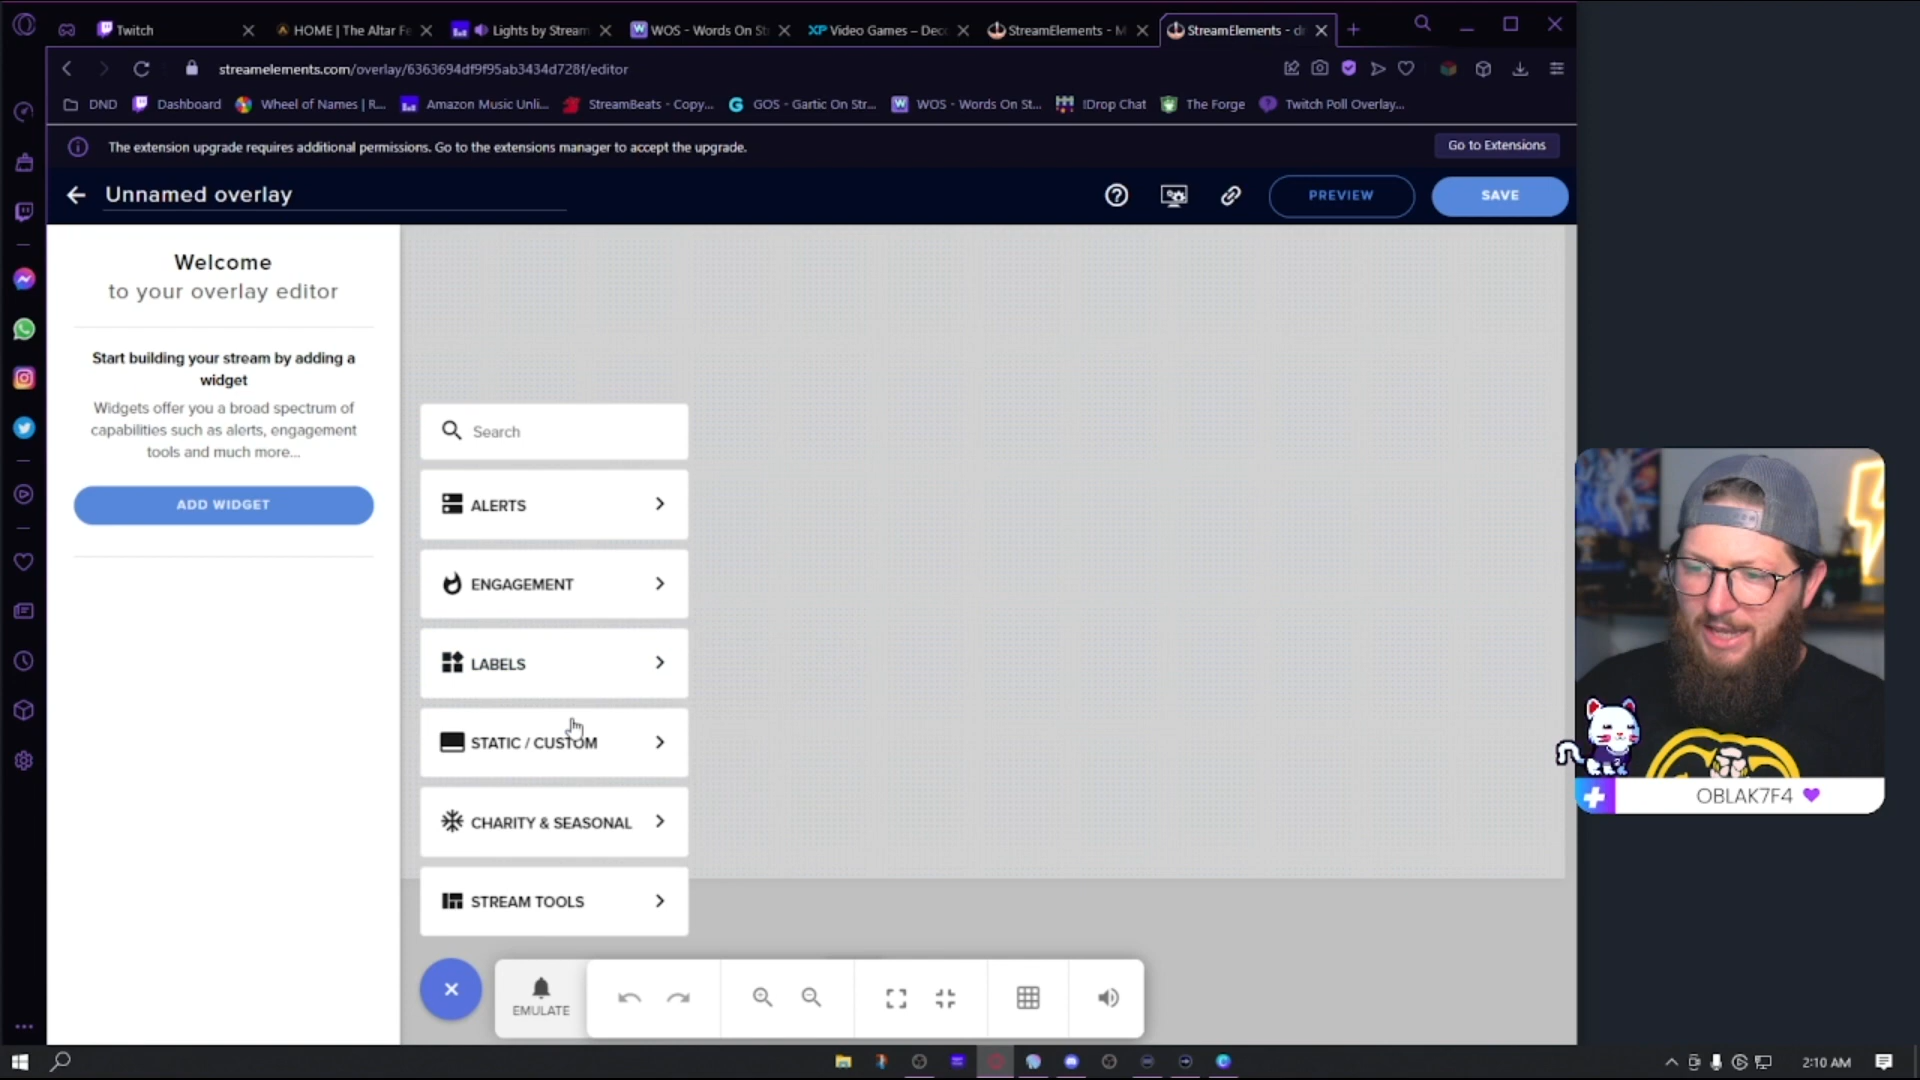 Twitch
HOME | The Altar Fe
Lights by Stream
WOS - Words On St
XP Video Games – Dec
StreamElements - M
StreamElements - d
streamelements.com/overlay/6363694df9f95ab3434d728f/editor
DND
Dashboard
Wheel of Names | R...
Amazon Music Unli...
StreamBeats - Copy...
G GOS - Gartic On Str...
W WOS - Words On St...
!Drop Chat
The Forge
Twitch Poll Overlay...
The extension upgrade requires additional permissions. Go to the extensions manager to accept the upgrade.
Go to Extensions
Unnamed overlay
PREVIEW
SAVE
Welcome
to your overlay editor
Start building your stream by adding a
widget
Widgets offer you a broad spectrum of
capabilities such as alerts, engagement
tools and much more...
ADD WIDGET
Search
ALERTS
ENGAGEMENT
LABELS
STATIC / CUSTOM
CHARITY & SEASONAL
STREAM TOOLS
EMULATE
OBLAK7F4
2:10 AM